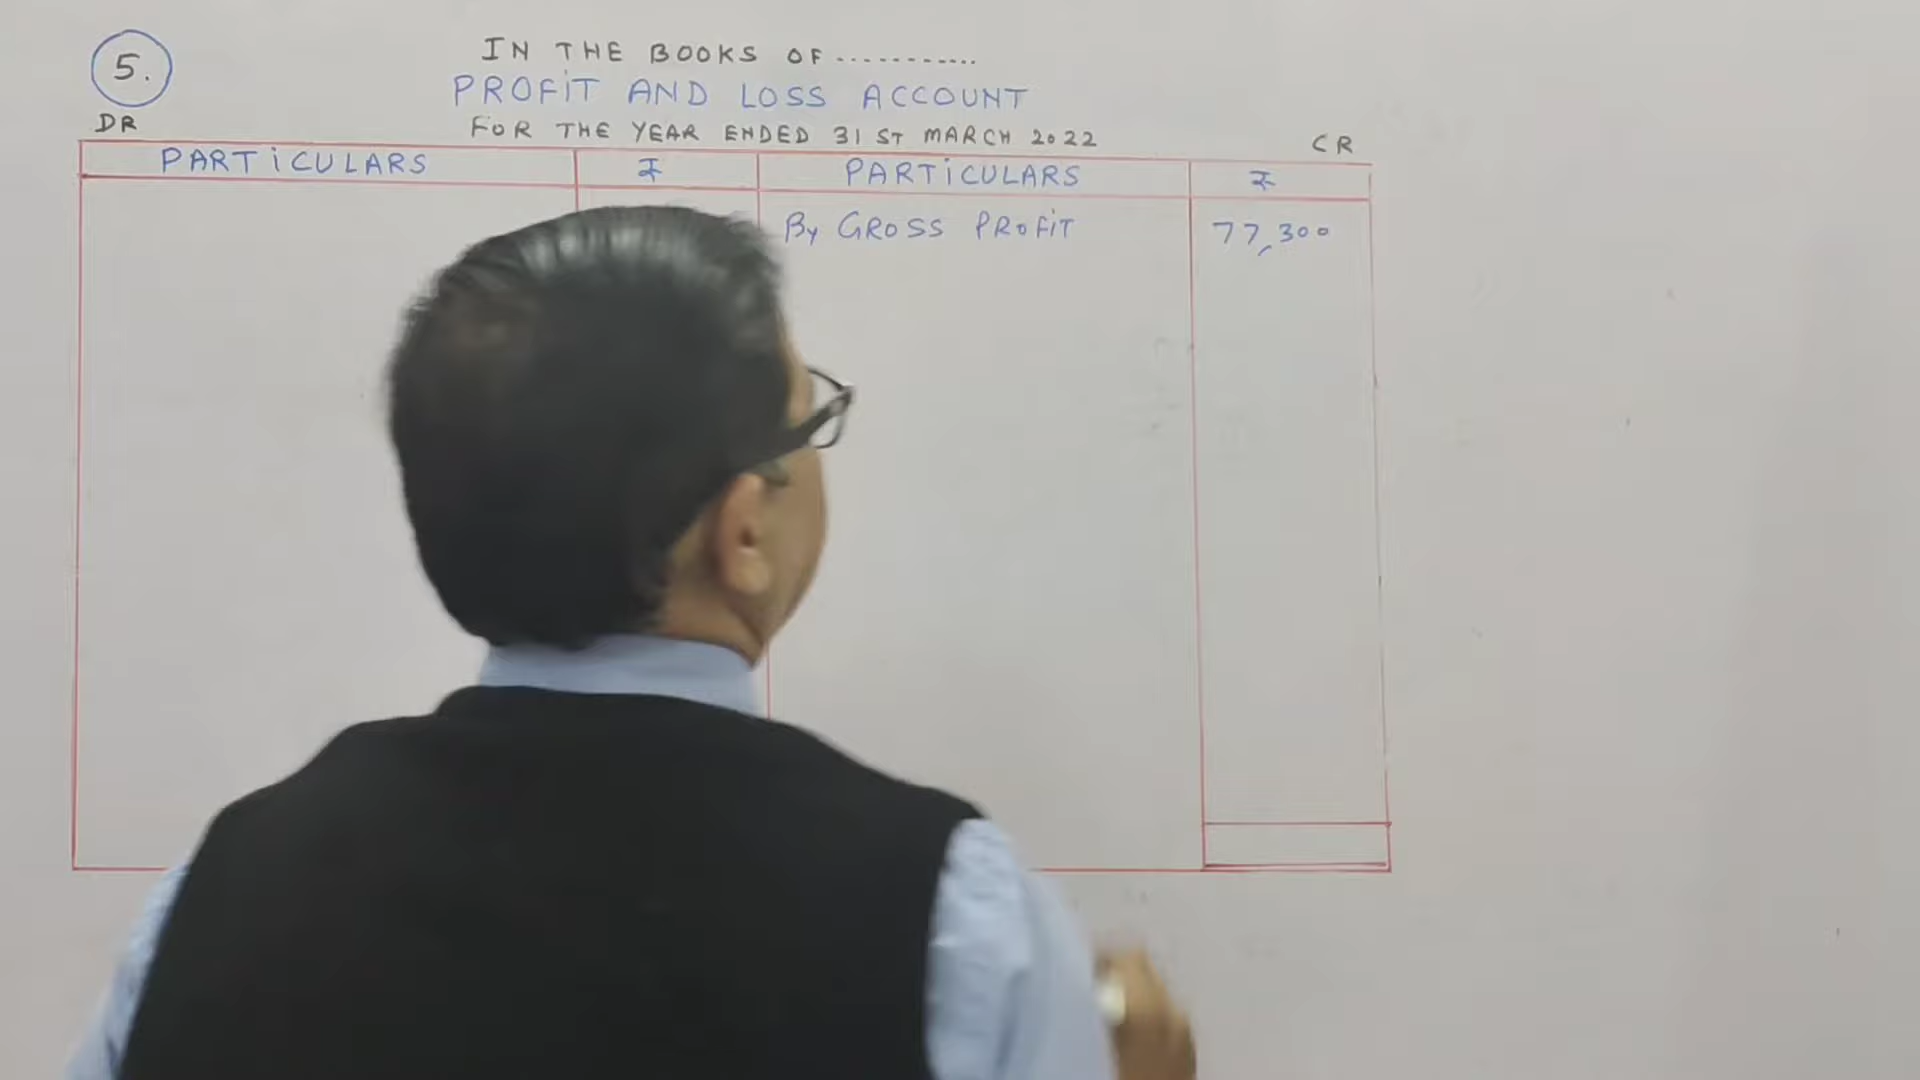 5.
IN THE BOOKS OF ...........
PROFIT AND LOSS ACCOUNT
FOR THE YEAR ENDED 31 ST MARCH 2022
DR
CR
PARTICULARS ₹ PARTICULARS ₹
By GROSS PROFIT 77,300